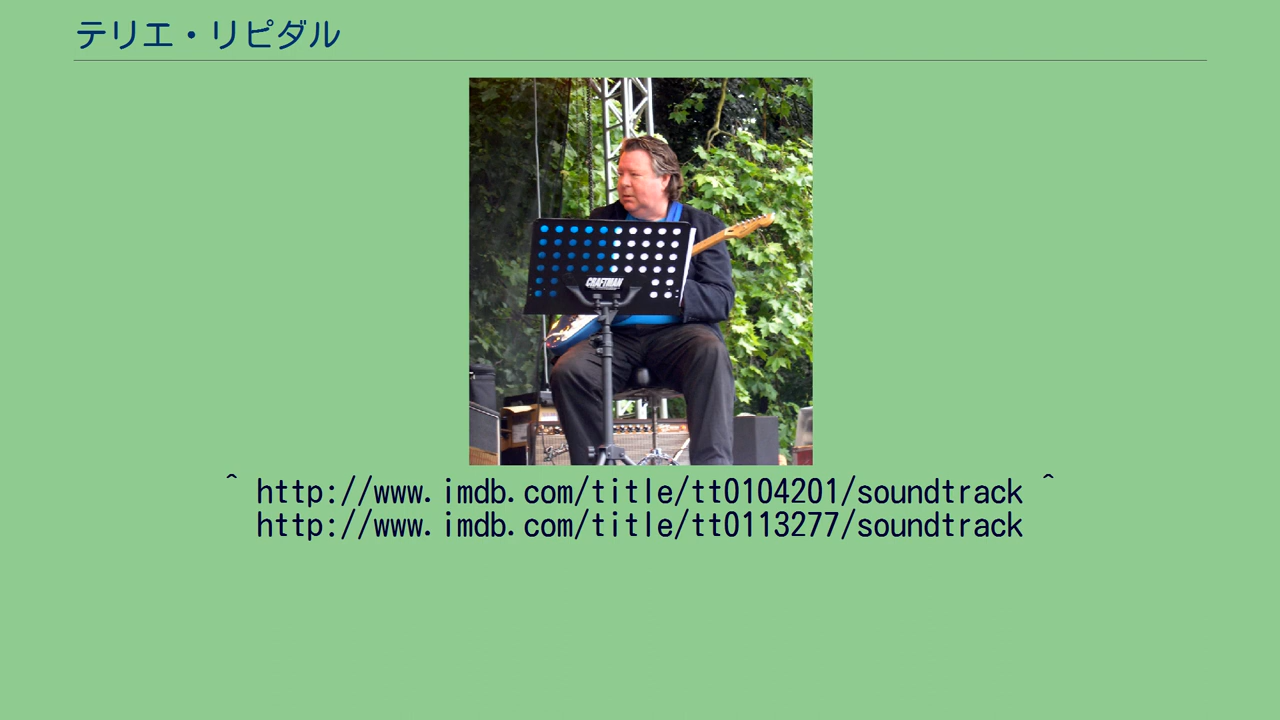 テリエ・リピダル
CRAFTMAN
^ http://www.imdb.com/title/tt0104201/soundtrack ^
http://www.imdb.com/title/tt0113277/soundtrack